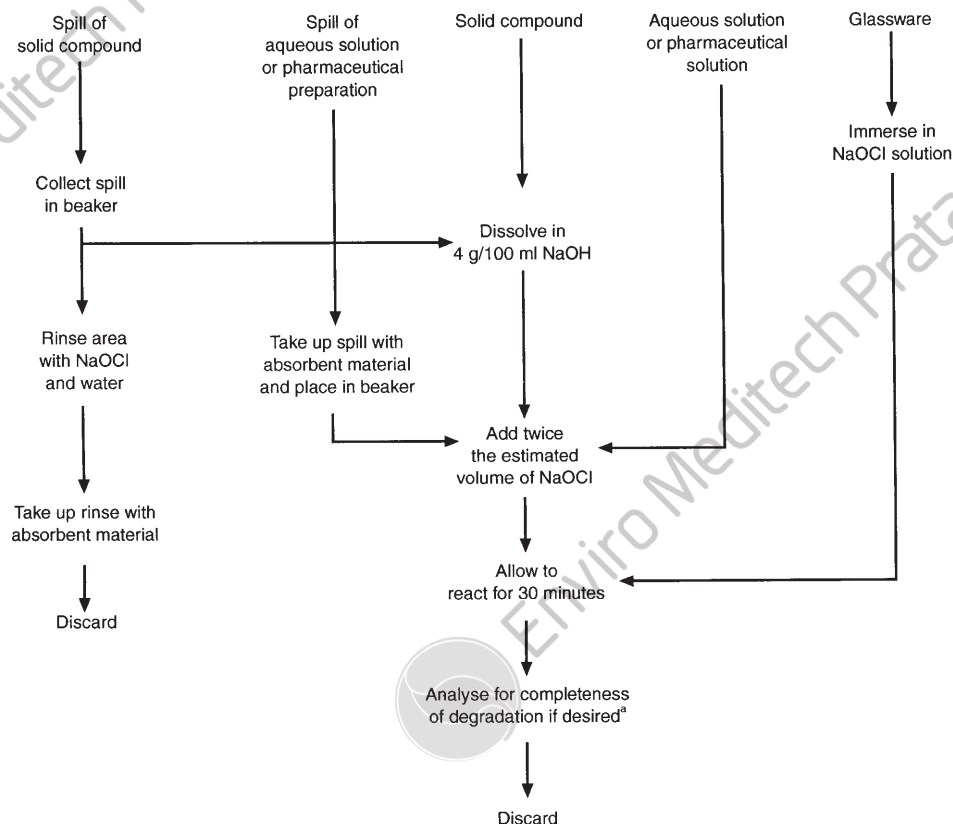 Spill of
solid compound
Spill of
aqueous solution
or pharmaceutical
preparation
Solid compound
Aqueous solution
or pharmaceutical
solution
Glassware
Immerse in
NaOCl solution
Collect spill
in beaker
Dissolve in
4 g/100 ml NaOH
Rinse area
with NaOCl
and water
Take up spill with
absorbent material
and place in beaker
Add twice
the estimated
volume of NaOCl
Take up rinse with
absorbent material
Allow to
react for 30 minutes
Discard
Analyse for completeness
of degradation if desiredᵃ
Discard
Enviro Meditech Prata
ditech